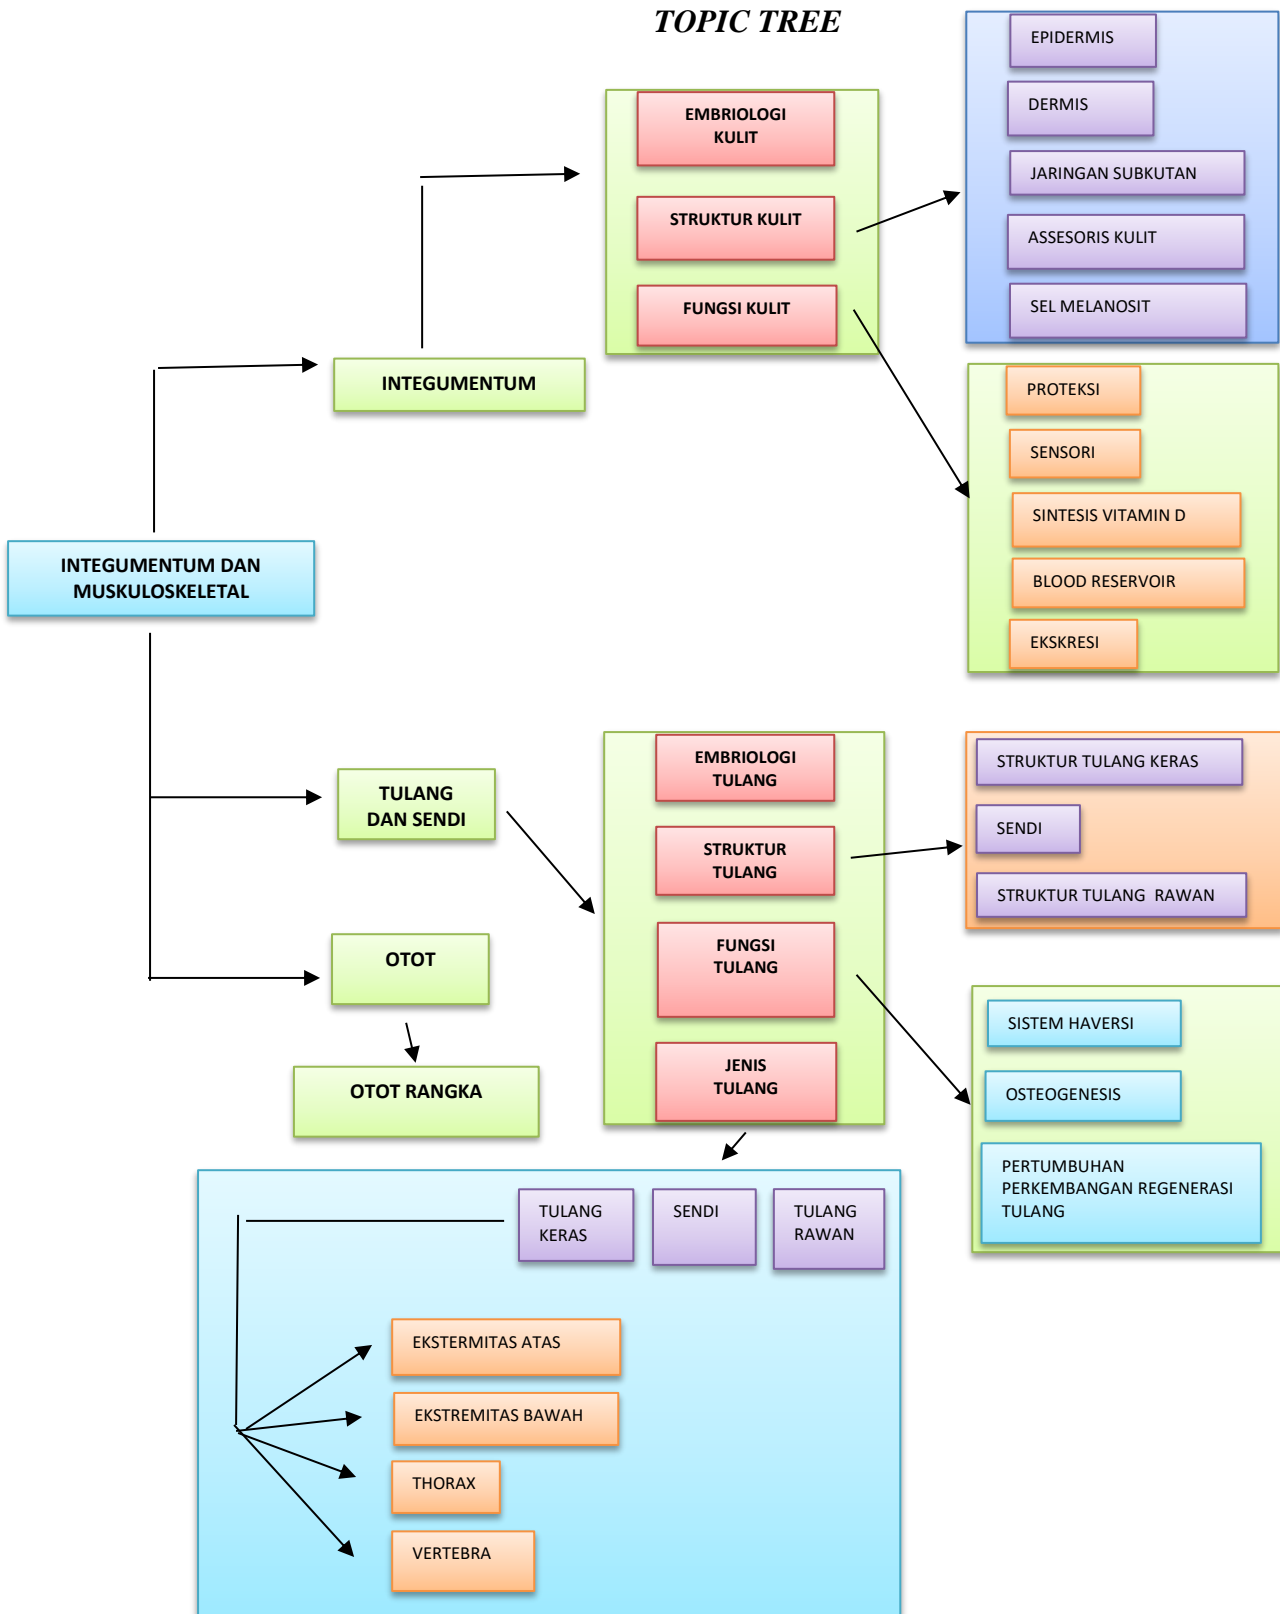 TOPIC TREE
EPIDERMIS
DERMIS
JARINGAN SUBKUTAN
ASSESORIS KULIT
SEL MELANOSIT
EMBRIOLOGI
KULIT
STRUKTUR KULIT
FUNGSI KULIT
INTEGUMENTUM
PROTEKSI
SENSORI
SINTESIS VITAMIN D
BLOOD RESERVOIR
EKSKRESI
INTEGUMENTUM DAN
MUSKULOSKELETAL
TULANG
DAN SENDI
EMBRIOLOGI
TULANG
STRUKTUR
TULANG
FUNGSI
TULANG
JENIS
TULANG
STRUKTUR TULANG KERAS
SENDI
STRUKTUR TULANG  RAWAN
OTOT
OTOT RANGKA
SISTEM HAVERSI
OSTEOGENESIS
PERTUMBUHAN
PERKEMBANGAN REGENERASI
TULANG
TULANG
KERAS
SENDI
TULANG
RAWAN
EKSTERMITAS ATAS
EKSTREMITAS BAWAH
THORAX
VERTEBRA